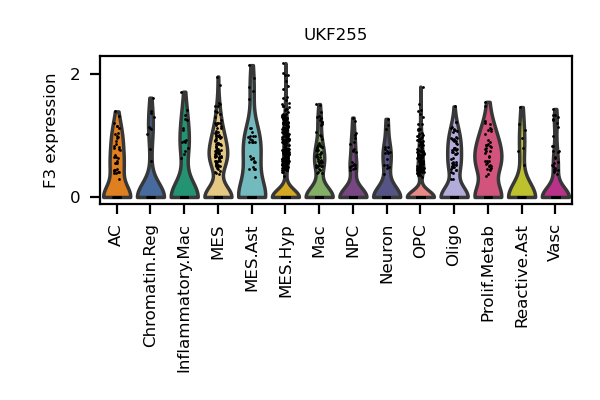 UKF255
F3 expression
2
0
AC
Chromatin.Reg
Inflammatory.Mac
MES
MES.Ast
MES.Hyp
Mac
NPC
Neuron
OPC
Oligo
Prolif.Metab
Reactive.Ast
Vasc